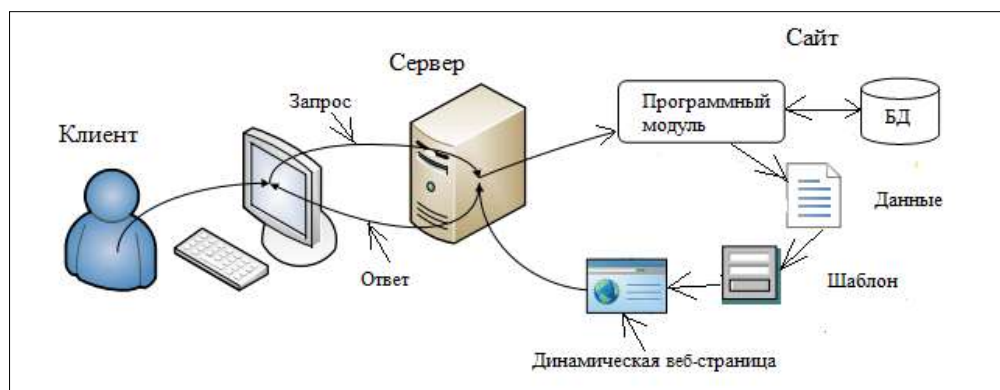 Сайт
Сервер
Запрос
Программный
модуль
БД
Клиент
Данные
Ответ
Шаблон
Динамическая веб-страница